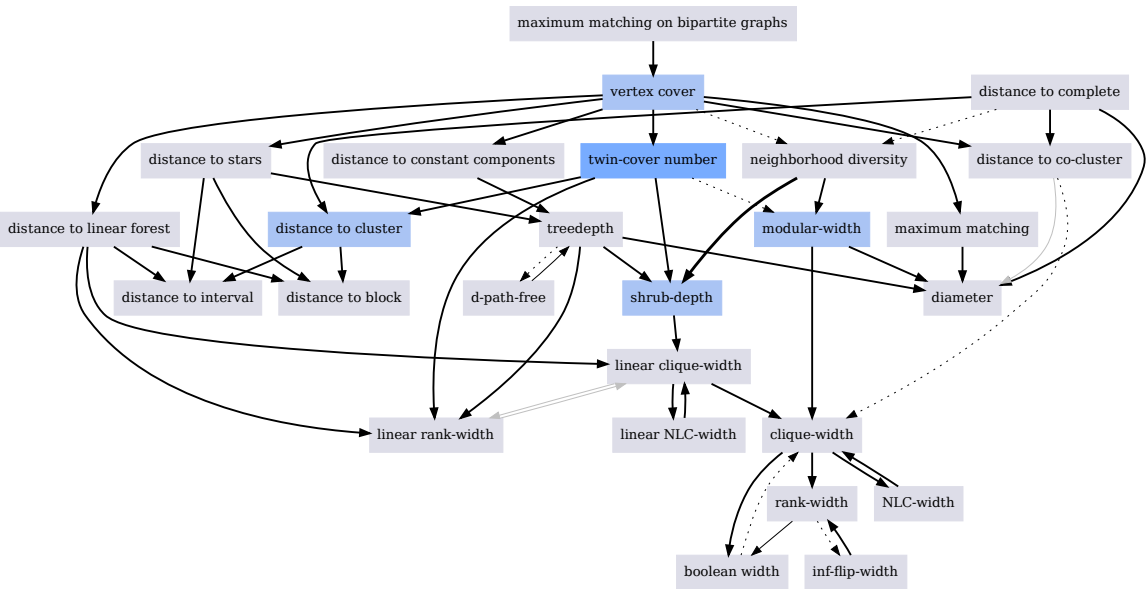 maximum matching on bipartite graphs
vertex cover
distance to complete
distance to stars
distance to constant components
twin-cover number
neighborhood diversity
distance to co-cluster
distance to linear forest
distance to cluster
treedepth
modular-width
maximum matching
distance to interval
distance to block
d-path-free
shrub-depth
diameter
linear clique-width
linear rank-width
linear NLC-width
clique-width
rank-width
NLC-width
boolean width
inf-flip-width